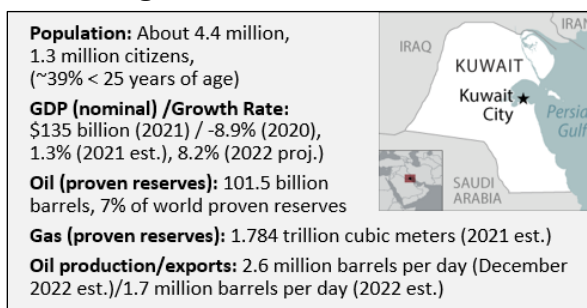 Population: About 4.4 million,
1.3 million citizens,
(~39% < 25 years of age)
GDP (nominal) /Growth Rate:
$135 billion (2021) / -8.9% (2020),
1.3% (2021 est.), 8.2% (2022 proj.)
Oil (proven reserves): 101.5 billion
barrels, 7% of world proven reserves
Gas (proven reserves): 1.784 trillion cubic meters (2021 est.)
Oil production/exports: 2.6 million barrels per day (December
2022 est.)/1.7 million barrels per day (2022 est.)
IRAQ
IRAN
KUWAIT
Kuwait
City
Persian
Gulf
SAUDI
ARABIA